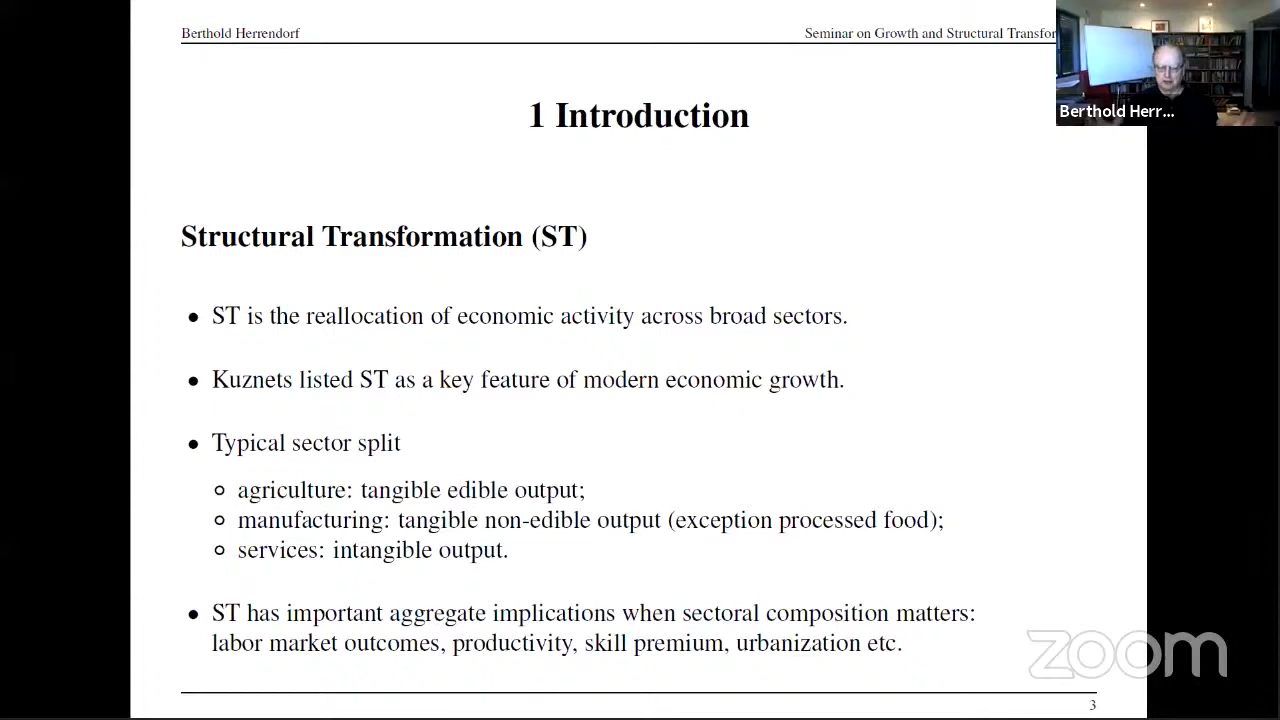 Berthold Herrendorf
Seminar on Growth and Structural Transfor
Berthold Herr...
1 Introduction
Structural Transformation (ST)
• ST is the reallocation of economic activity across broad sectors.
• Kuznets listed ST as a key feature of modern economic growth.
• Typical sector split
◦ agriculture: tangible edible output;
◦ manufacturing: tangible non-edible output (exception processed food);
◦ services: intangible output.
• ST has important aggregate implications when sectoral composition matters:
labor market outcomes, productivity, skill premium, urbanization etc.
zoom
3